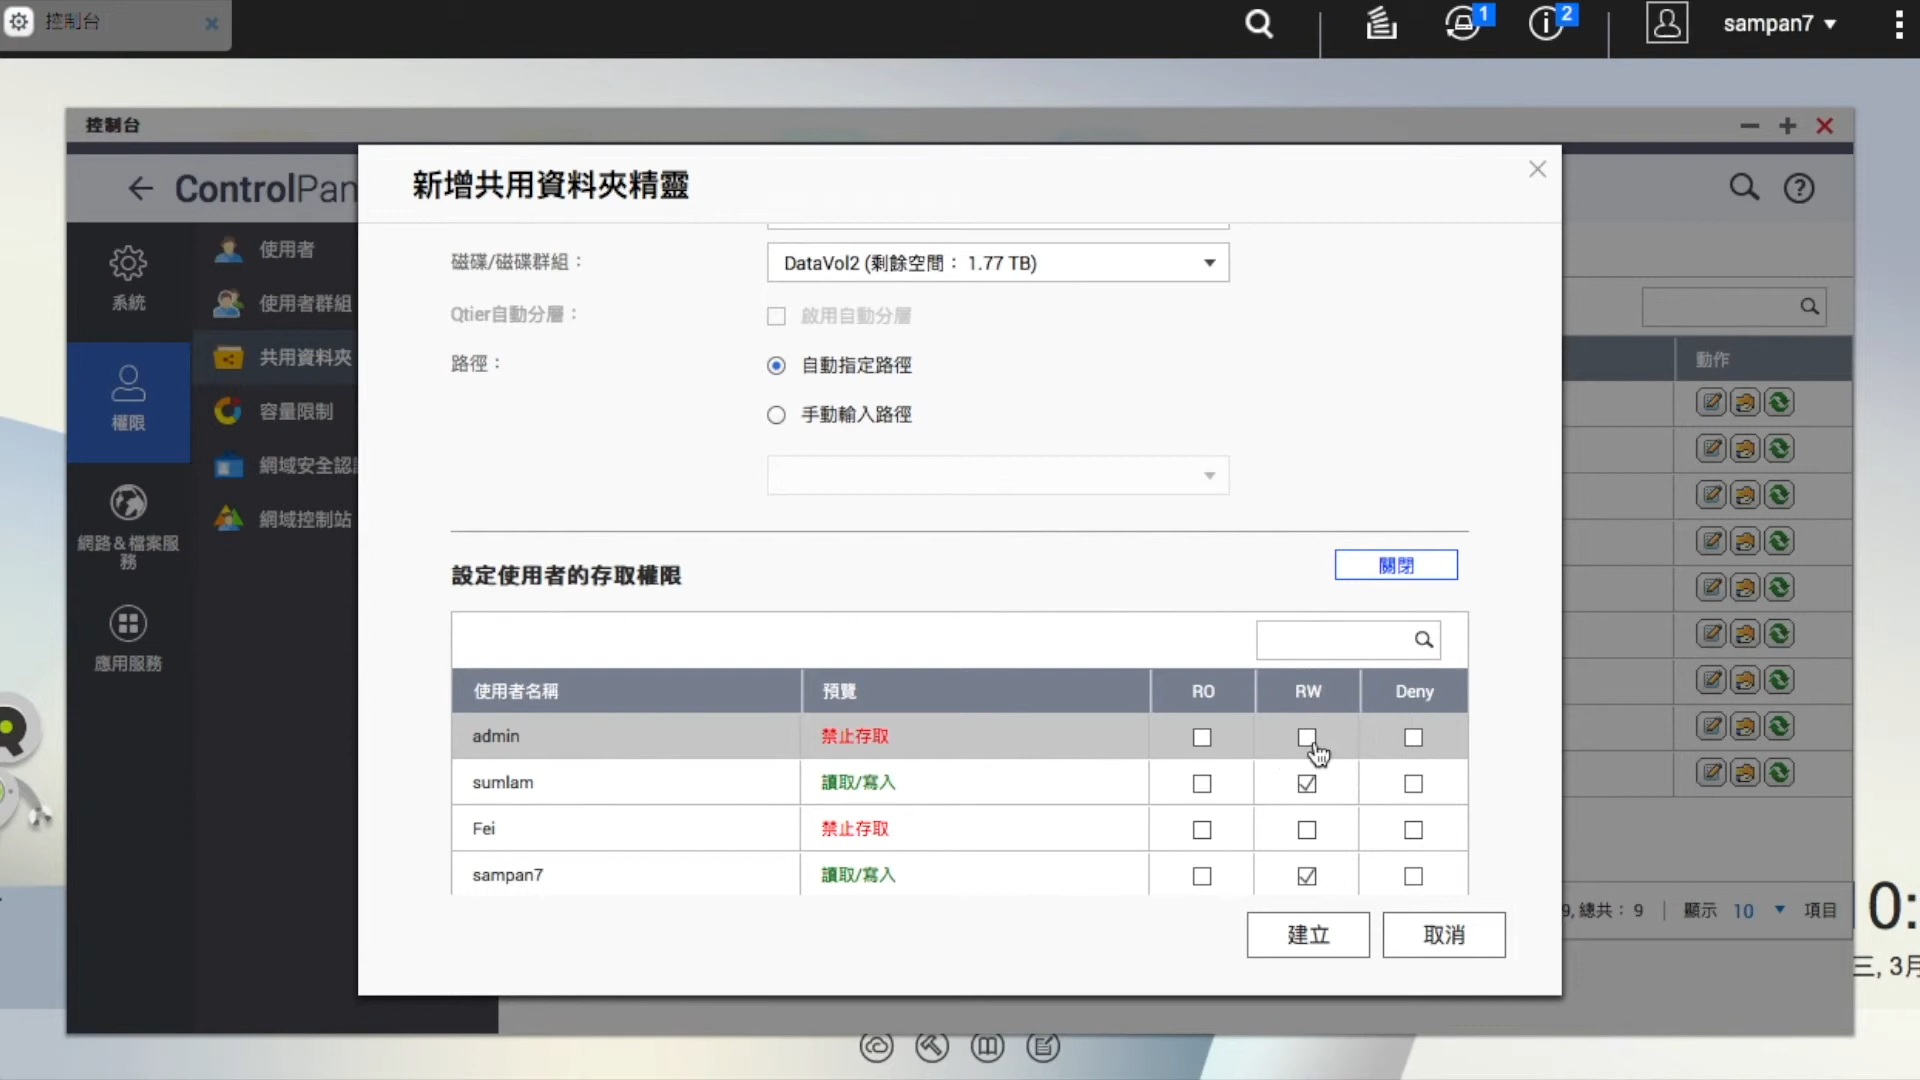 控制台
1
2
sampan7
控制台
ControlPan
新增共用資料夾精靈
系統
權限
網路＆檔案服務
應用服務
使用者
使用者群組
共用資料夾
容量限制
網域安全認
網域控制站
磁碟/磁碟群組：
DataVol2 (剩餘空間： 1.77 TB)
Qtier自動分層：
啟用自動分層
路徑：
自動指定路徑
手動輸入路徑
設定使用者的存取權限
關閉
使用者名稱 預覽 RO RW Deny
admin 禁止存取
sumlam 讀取/寫入
Fei 禁止存取
sampan7 讀取/寫入
建立
取消
動作
9, 總共： 9 | 顯示 10 項目
0:
三, 3月